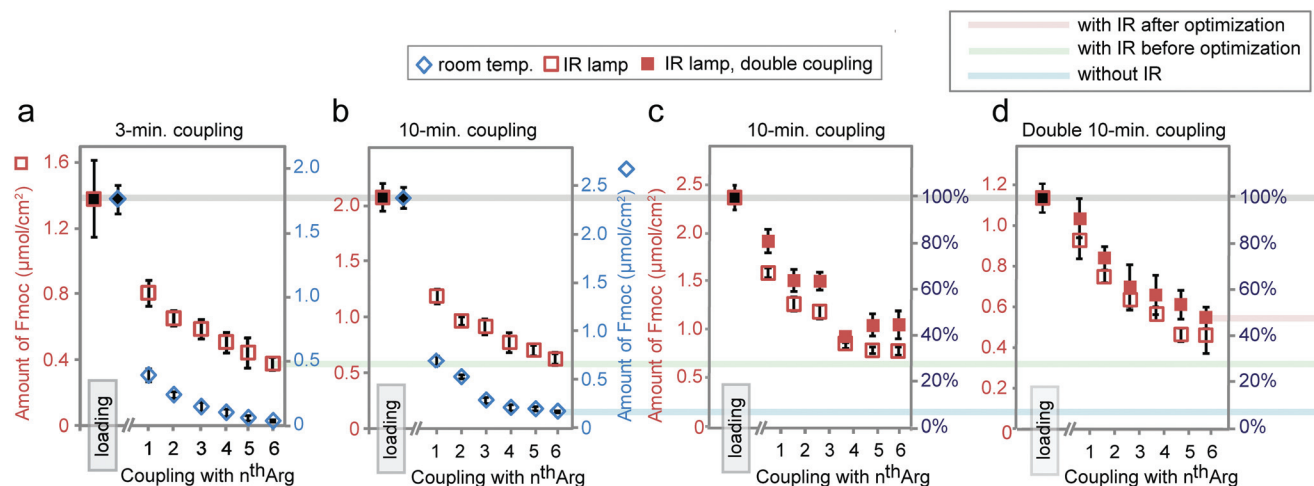 with IR after optimization
with IR before optimization
without IR
room temp. IR lamp IR lamp, double coupling
a
3-min. coupling
Amount of Fmoc (μmol/cm²)
1.6
1.2
0.8
0.4
0
2.0
1.5
1.0
0.5
0.0
loading
1 2 3 4 5 6
Coupling with nthArg
b
10-min. coupling
2.0
1.5
1.0
0.5
0
2.5
2.0
1.5
1.0
0.5
0
Amount of Fmoc (μmol/cm²)
loading
1 2 3 4 5 6
Coupling with nthArg
c
10-min. coupling
Amount of Fmoc (μmol/cm²)
2.5
2.0
1.5
1.0
0.5
0
100%
80%
60%
40%
20%
0%
loading
1 2 3 4 5 6
Coupling with nthArg
d
Double 10-min. coupling
1.2
1.0
0.8
0.6
0.4
0.2
0
100%
80%
60%
40%
20%
0%
loading
1 2 3 4 5 6
Coupling with nthArg